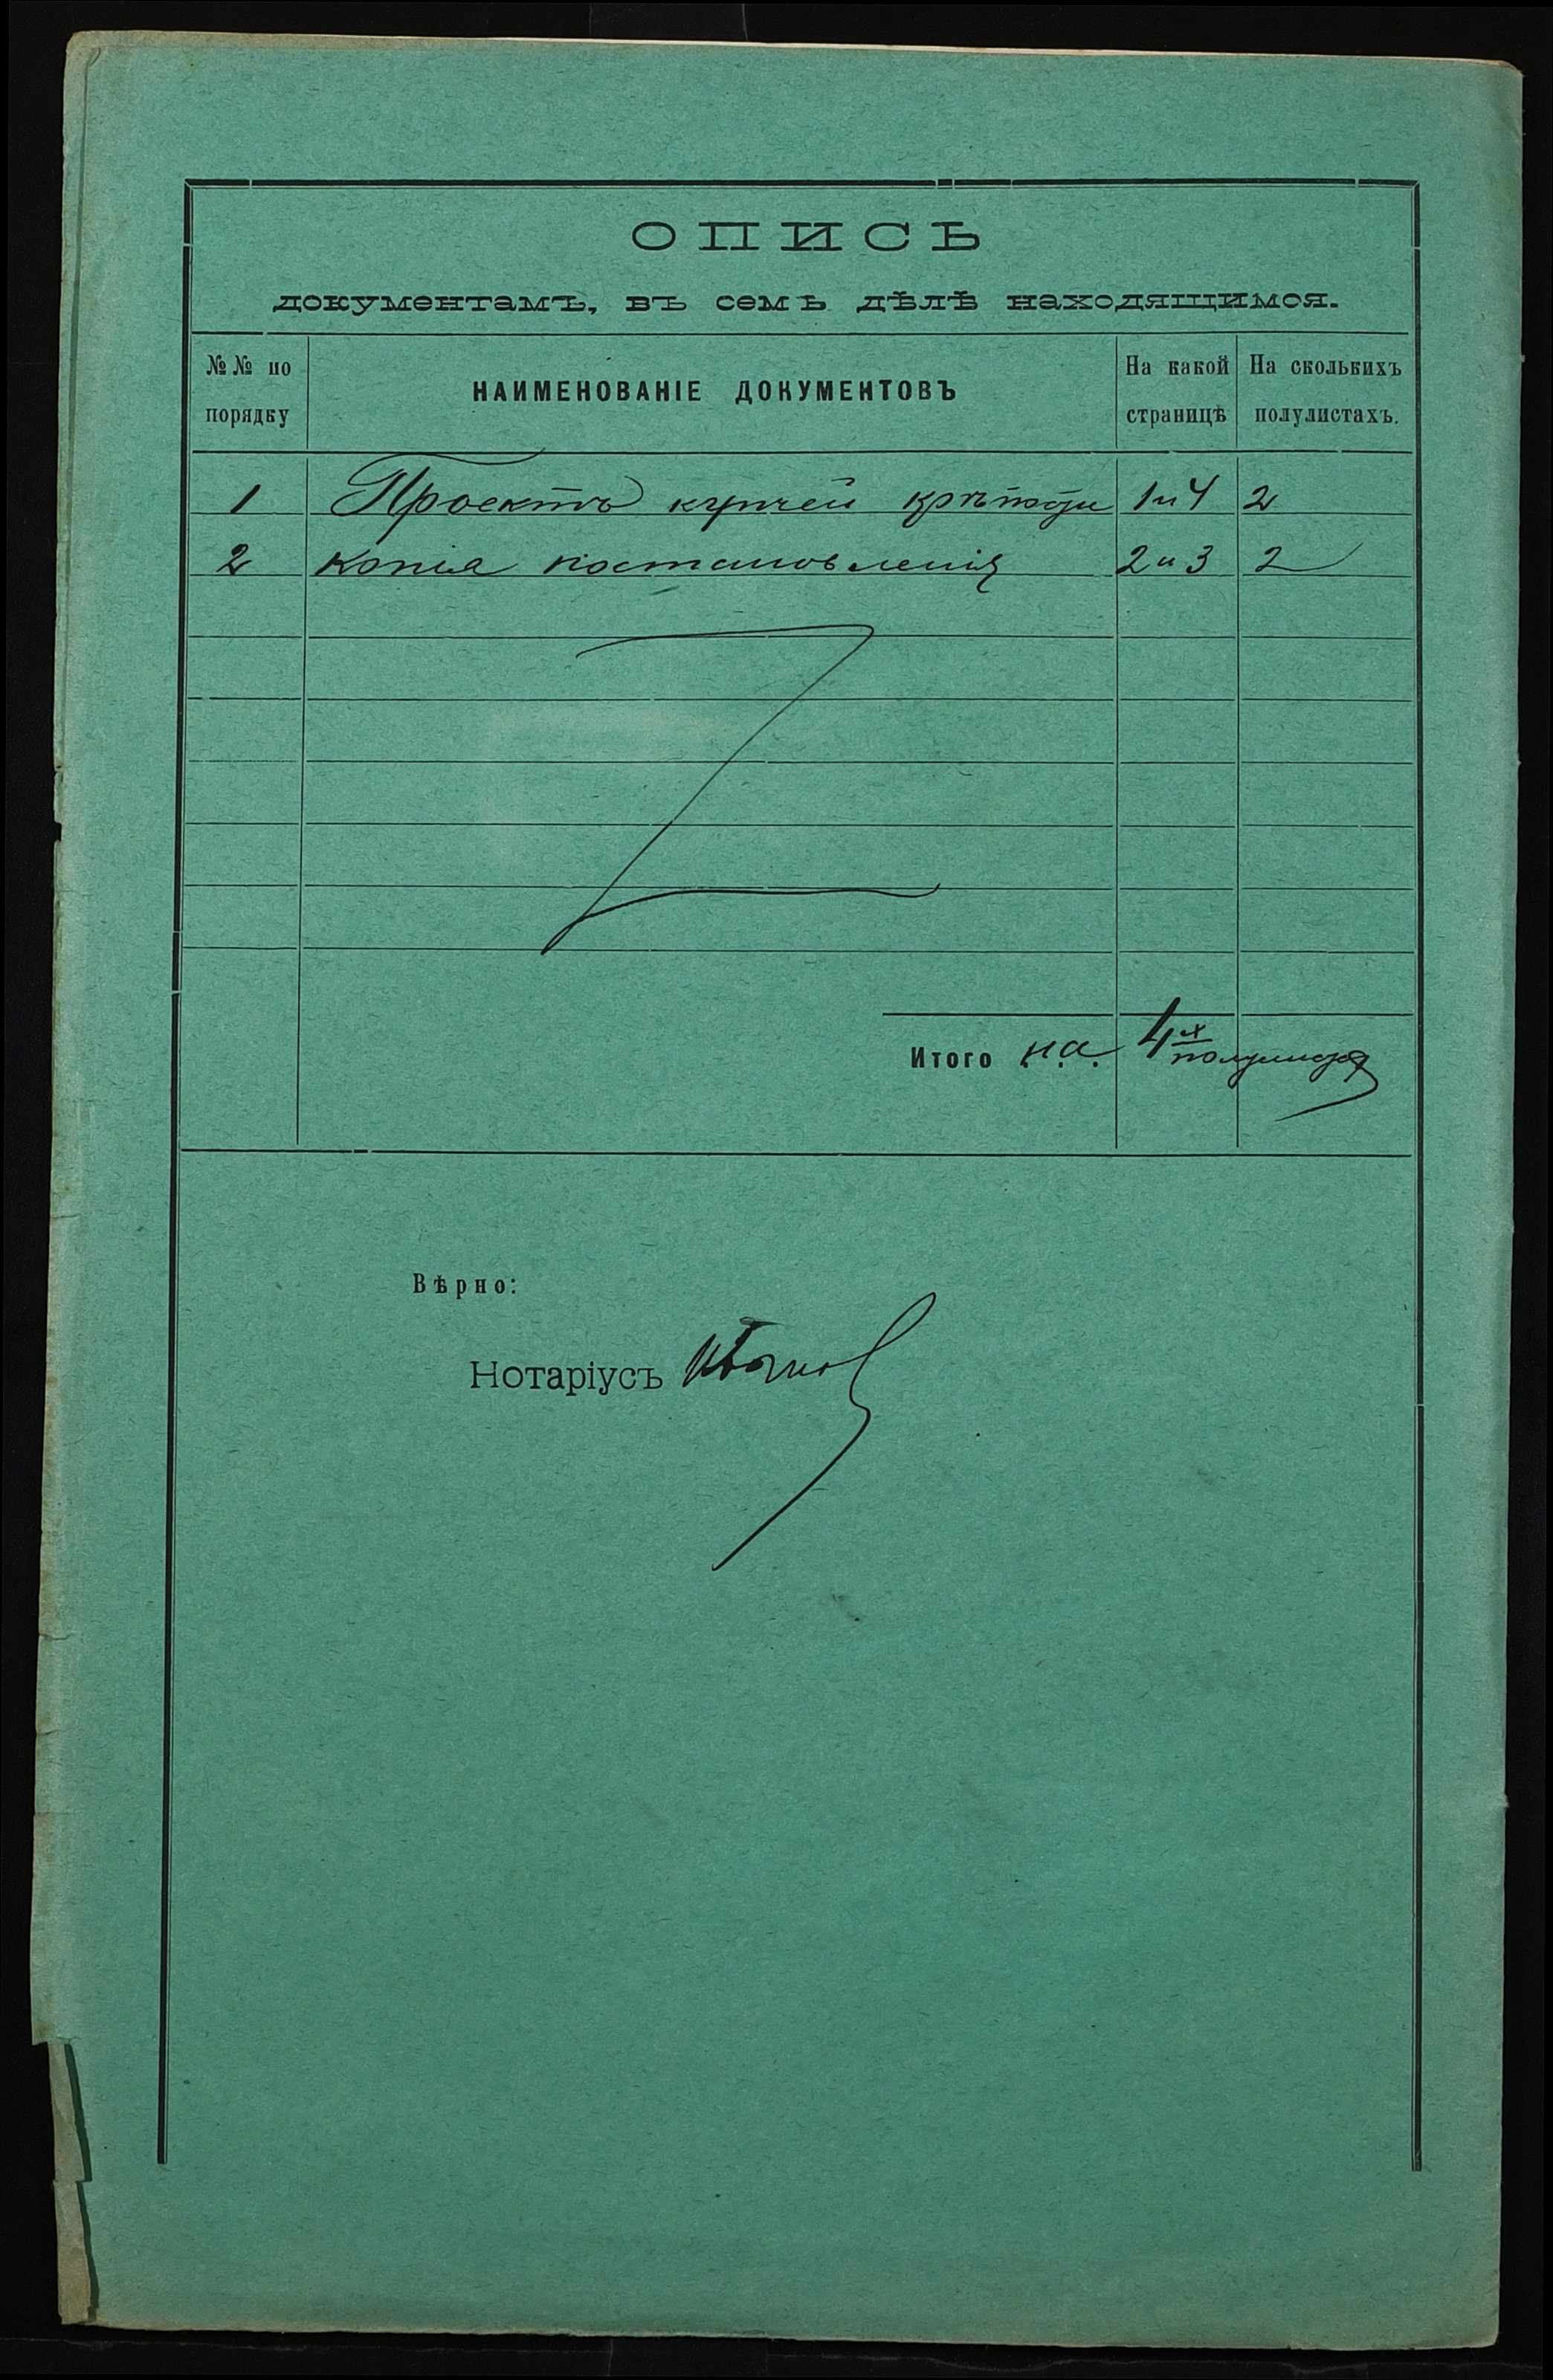 ОПИСЬ
документамъ, въ семъ дѣлѣ находящимся.
№№ по порядку
НАИМЕНОВАНІЕ ДОКУМЕНТОВЪ
На какой страницѣ
На сколькихъ полулистахъ.
1 Проектъ купчей крѣпости 1 и 4 2
2 Копія постановленія 2 и 3 2
Итого на 4х полулистах
Вѣрно:
Нотаріусъ